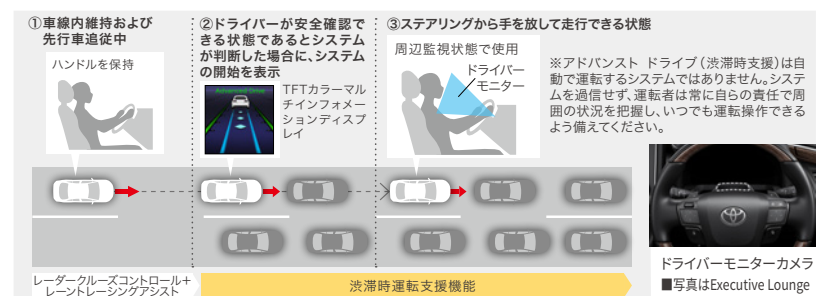 ①車線内維持および
先行車追従中
ハンドルを保持
②ドライバーが安全確認で
きる状態であるとシステム
が判断した場合に、システム
の開始を表示
Advanced Drive
TFTカラーマル
チインフォメー
ションディスプ
レイ
③ステアリングから手を放して走行できる状態
周辺監視状態で使用
ドライバー
モニター
※アドバンスト ドライブ（渋滞時支援）は自
動で運転するシステムではありません。システ
ムを過信せず、運転者は常に自らの責任で周
囲の状況を把握し、いつでも運転操作できる
よう備えてください。
レーダークルーズコントロール＋
レーントレーシングアシスト
渋滞時運転支援機能
ドライバーモニターカメラ
■写真はExecutive Lounge